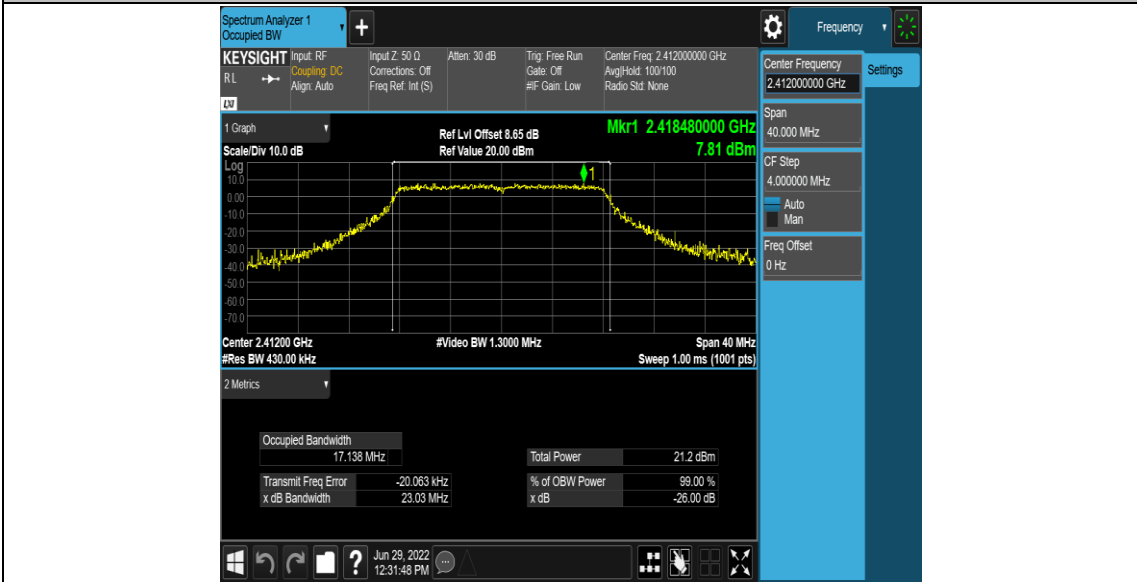 Spectrum Analyzer 1
Occupied BW
+
Frequency
KEYSIGHT
RL
LXI
Input: RF
Coupling: DC
Align: Auto
Input Z: 50 Ω
Corrections: Off
Freq Ref: Int (S)
Atten: 30 dB
Trig: Free Run
Gate: Off
#IF Gain: Low
Center Freq: 2.412000000 GHz
Avg|Hold: 100/100
Radio Std: None
Center Frequency
2.412000000 GHz
Settings
Span
40.000 MHz
CF Step
4.000000 MHz
Auto
Man
Freq Offset
0 Hz
1 Graph
Ref Lvl Offset 8.65 dB
Mkr1 2.418480000 GHz
Scale/Div 10.0 dB
Ref Value 20.00 dBm
7.81 dBm
Log
1
10.0
0.00
-10.0
-20.0
-30.0
-40.0
-50.0
-60.0
-70.0
Center 2.41200 GHz
#Video BW 1.3000 MHz
Span 40 MHz
#Res BW 430.00 kHz
Sweep 1.00 ms (1001 pts)
2 Metrics
Occupied Bandwidth
17.138 MHz
Total Power 21.2 dBm
Transmit Freq Error -20.063 kHz
% of OBW Power 99.00 %
x dB Bandwidth 23.03 MHz
x dB -26.00 dB
?
Jun 29, 2022
12:31:48 PM